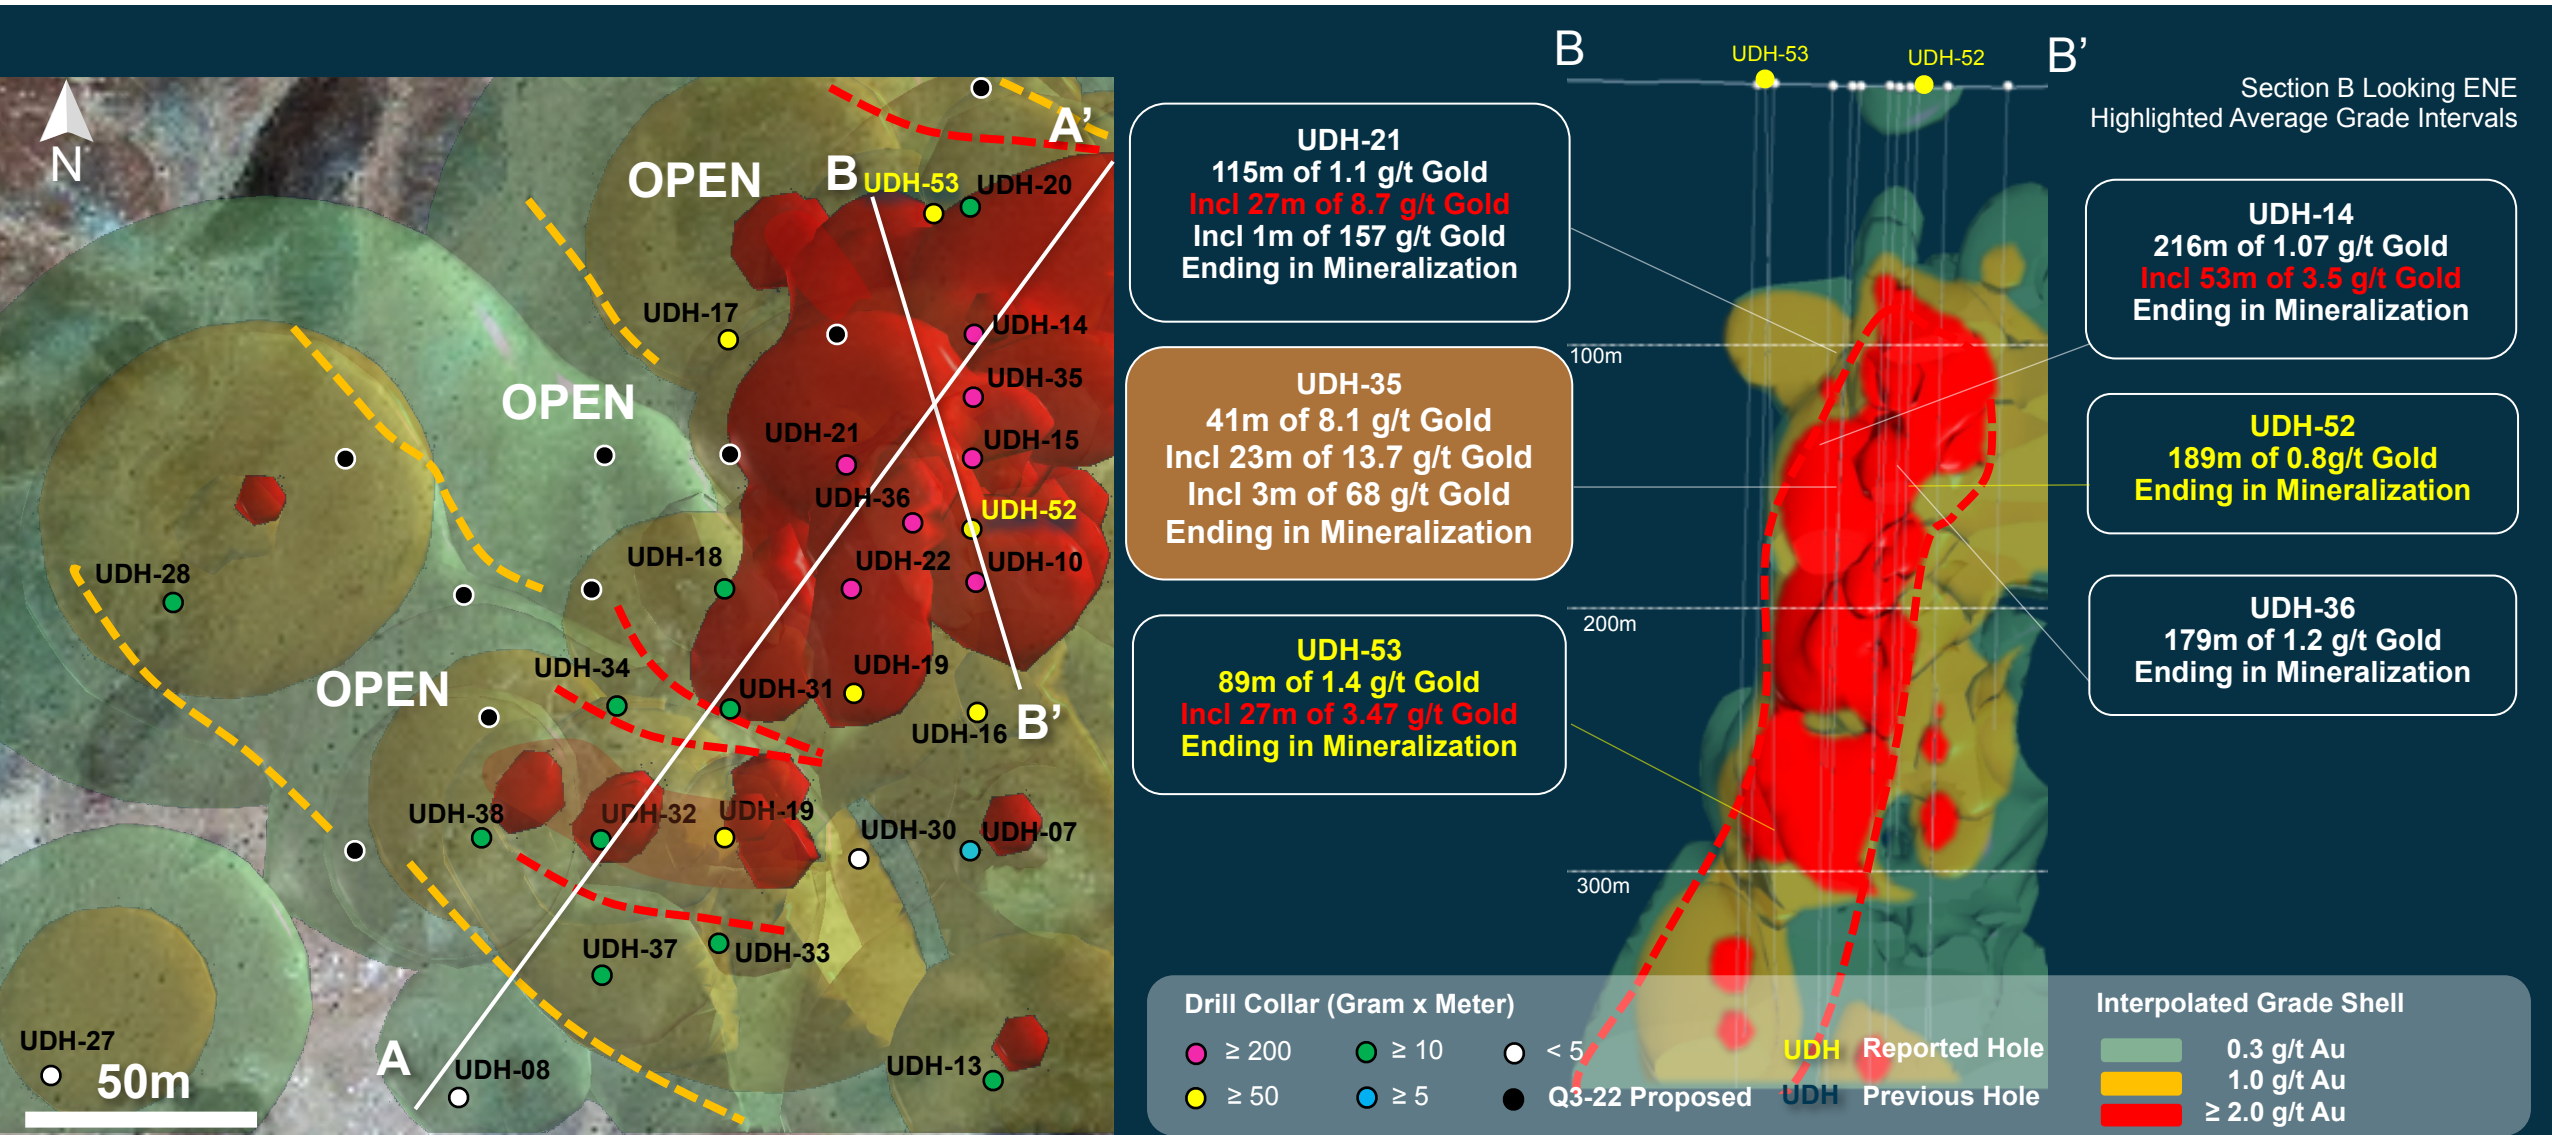 N
OPEN
A'
B
UDH-53
UDH-20
UDH-17
UDH-14
UDH-35
OPEN
UDH-21
UDH-15
UDH-36
UDH-52
UDH-18
UDH-22
UDH-10
UDH-28
UDH-34
UDH-19
OPEN
UDH-31
UDH-16
B'
UDH-38
UDH-32
UDH-19
UDH-30
UDH-07
UDH-37
UDH-33
UDH-27
A
UDH-08
UDH-13
50m
UDH-21
115m of 1.1 g/t Gold
Incl 27m of 8.7 g/t Gold
Incl 1m of 157 g/t Gold
Ending in Mineralization
UDH-35
41m of 8.1 g/t Gold
Incl 23m of 13.7 g/t Gold
Incl 3m of 68 g/t Gold
Ending in Mineralization
UDH-53
89m of 1.4 g/t Gold
Incl 27m of 3.47 g/t Gold
Ending in Mineralization
B
UDH-53
UDH-52
B'
100m
200m
300m
Section B Looking ENE
Highlighted Average Grade Intervals
UDH-14
216m of 1.07 g/t Gold
Incl 53m of 3.5 g/t Gold
Ending in Mineralization
UDH-52
189m of 0.8g/t Gold
Ending in Mineralization
UDH-36
179m of 1.2 g/t Gold
Ending in Mineralization
Drill Collar (Gram x Meter)
≥ 200
≥ 10
< 5
UDH Reported Hole
≥ 50
≥ 5
Q3-22 Proposed
UDH Previous Hole
Interpolated Grade Shell
0.3 g/t Au
1.0 g/t Au
≥ 2.0 g/t Au